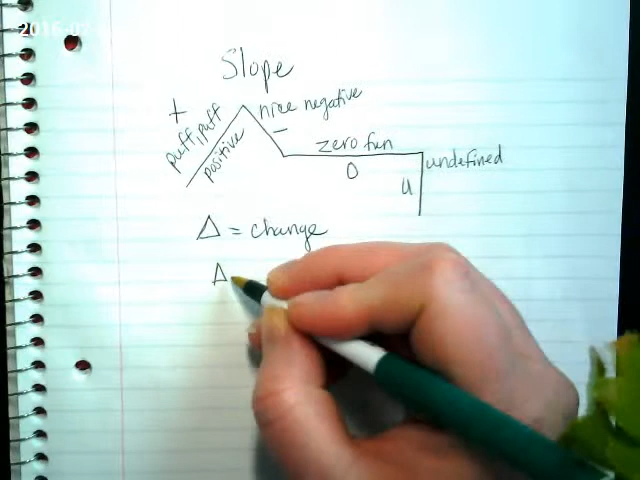 2016-0
Slope
+
puff, puff
positive
nice negative
−
zero fun
0
undefined
u
Δ = change
Δ